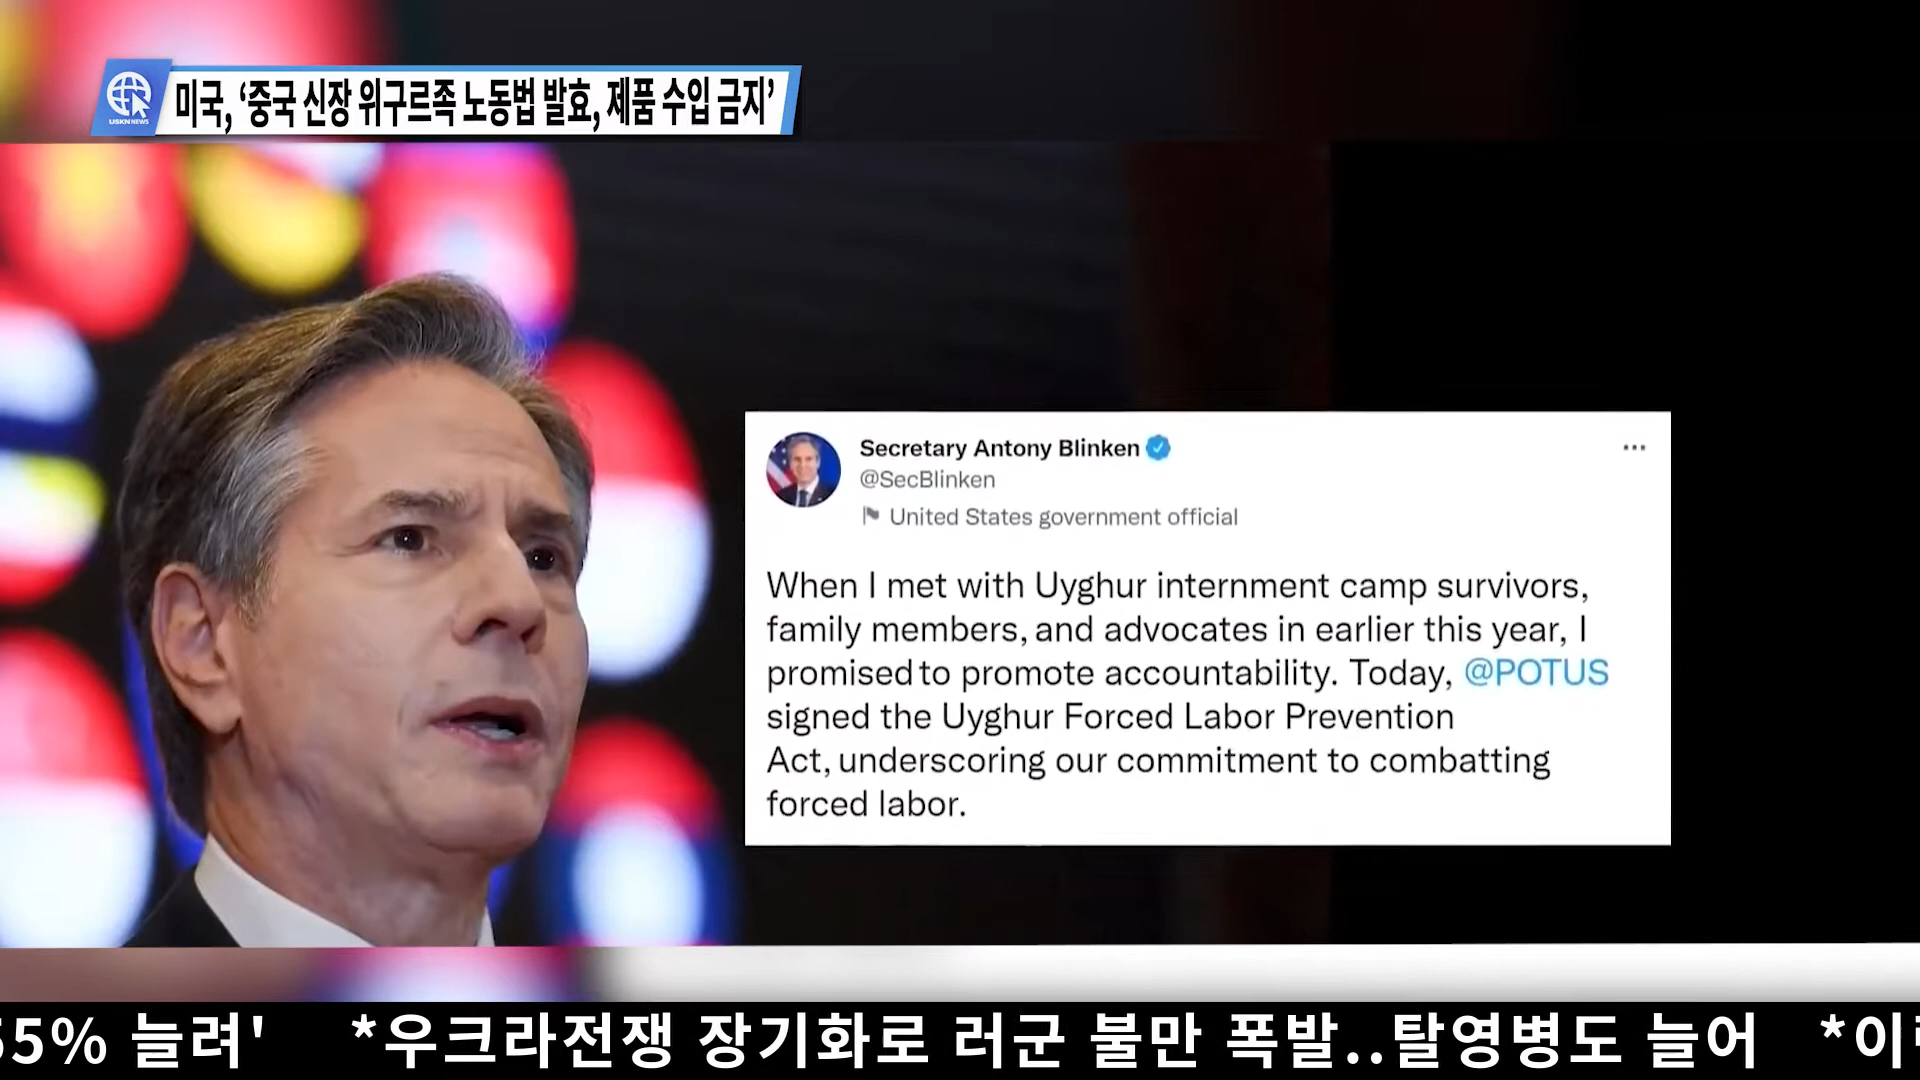 미국, ‘중국 신장 위구르족 노동법 발효, 제품 수입 금지’
USKN NEWS
Secretary Antony Blinken
@SecBlinken
United States government official
When I met with Uyghur internment camp survivors,
family members, and advocates in earlier this year, I
promised to promote accountability. Today, @POTUS
signed the Uyghur Forced Labor Prevention
Act, underscoring our commitment to combatting
forced labor.
55% 늘려' *우크라전쟁 장기화로 러군 불만 폭발..탈영병도 늘어 *이